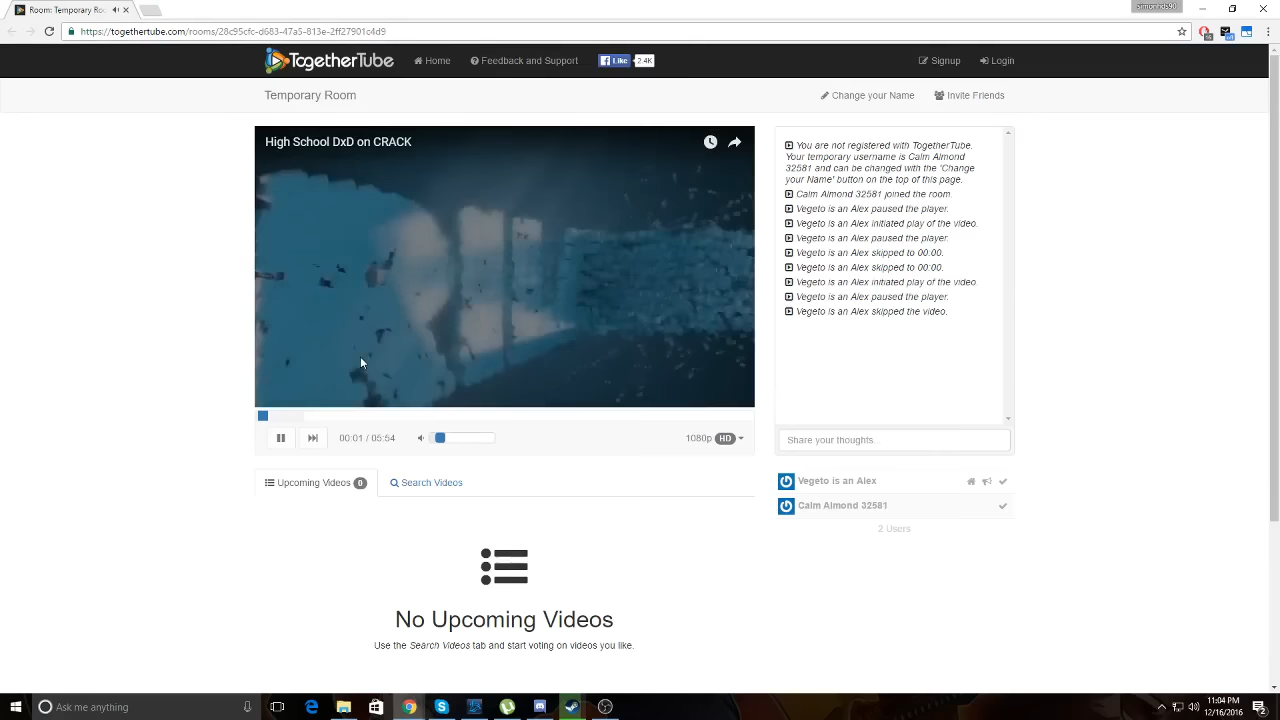 Room: Temporary Roo
simonhds90
https://togethertube.com/rooms/28c95cfc-d683-47a5-813e-2ff27901c4d9
TogetherTube
Home
Feedback and Support
Like
2.4K
Signup
Login
Temporary Room
Change your Name
Invite Friends
High School DxD on CRACK
You are not registered with TogetherTube.
Your temporary username is Calm Almond
32581 and can be changed with the 'Change
your Name' button on the top of this page.
Calm Almond 32581 joined the room.
Vegeto is an Alex paused the player.
Vegeto is an Alex initiated play of the video.
Vegeto is an Alex paused the player.
Vegeto is an Alex skipped to 00:00.
Vegeto is an Alex skipped to 00:00.
Vegeto is an Alex initiated play of the video.
Vegeto is an Alex paused the player.
Vegeto is an Alex skipped the video.
00:01 / 05:54
1080p HD
Share your thoughts..
Upcoming Videos 0
Search Videos
Vegeto is an Alex
Calm Almond 32581
2 Users
No Upcoming Videos
Use the Search Videos tab and start voting on videos you like.
Ask me anything
11:04 PM
12/16/2016